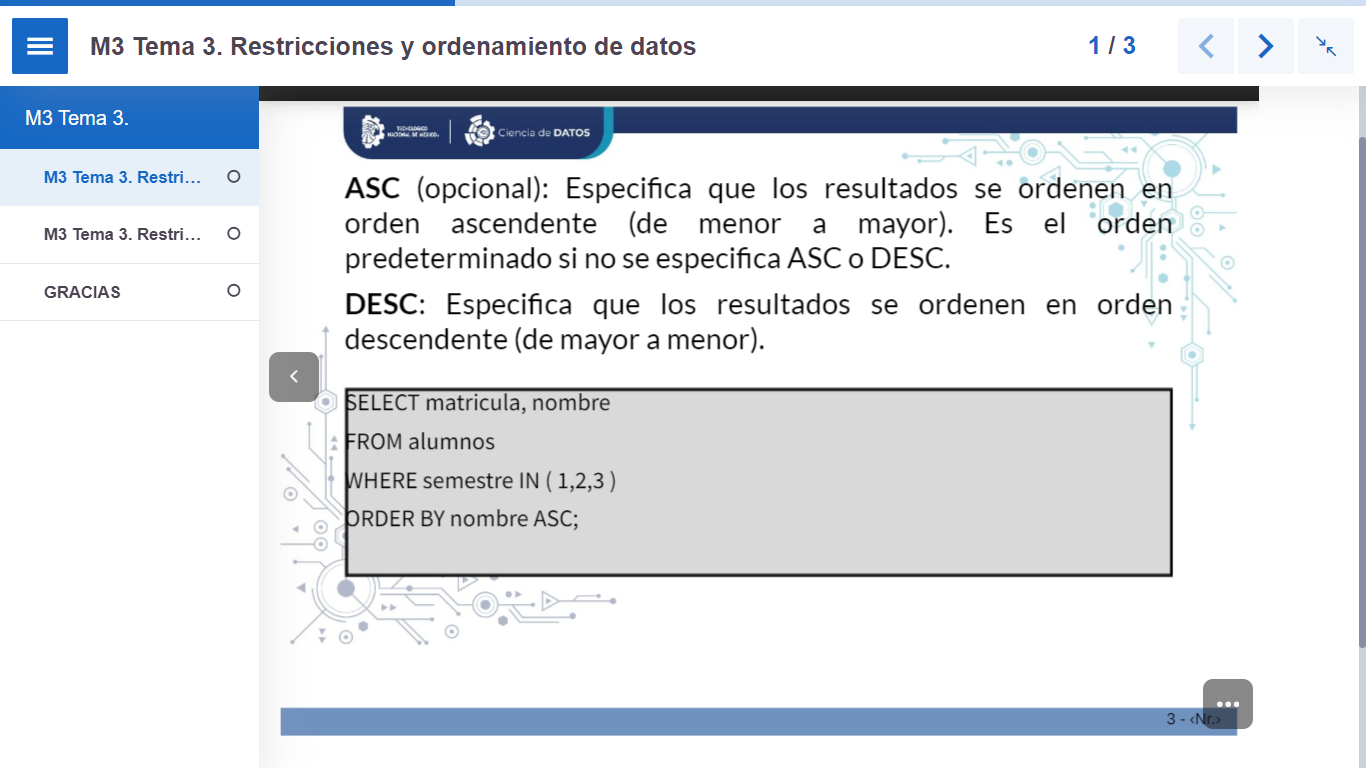 M3 Tema 3. Restricciones y ordenamiento de datos
1 / 3
M3 Tema 3.
M3 Tema 3. Restri...
M3 Tema 3. Restri...
GRACIAS
TECNOLÓGICO
NACIONAL DE MÉXICO®
Ciencia de DATOS
ASC (opcional): Especifica que los resultados se ordenen en
orden ascendente (de menor a mayor). Es el orden
predeterminado si no se especifica ASC o DESC.
DESC: Especifica que los resultados se ordenen en orden
descendente (de mayor a menor).
SELECT matricula, nombre
FROM alumnos
WHERE semestre IN ( 1,2,3 )
ORDER BY nombre ASC;
3 - ‹Nr.›